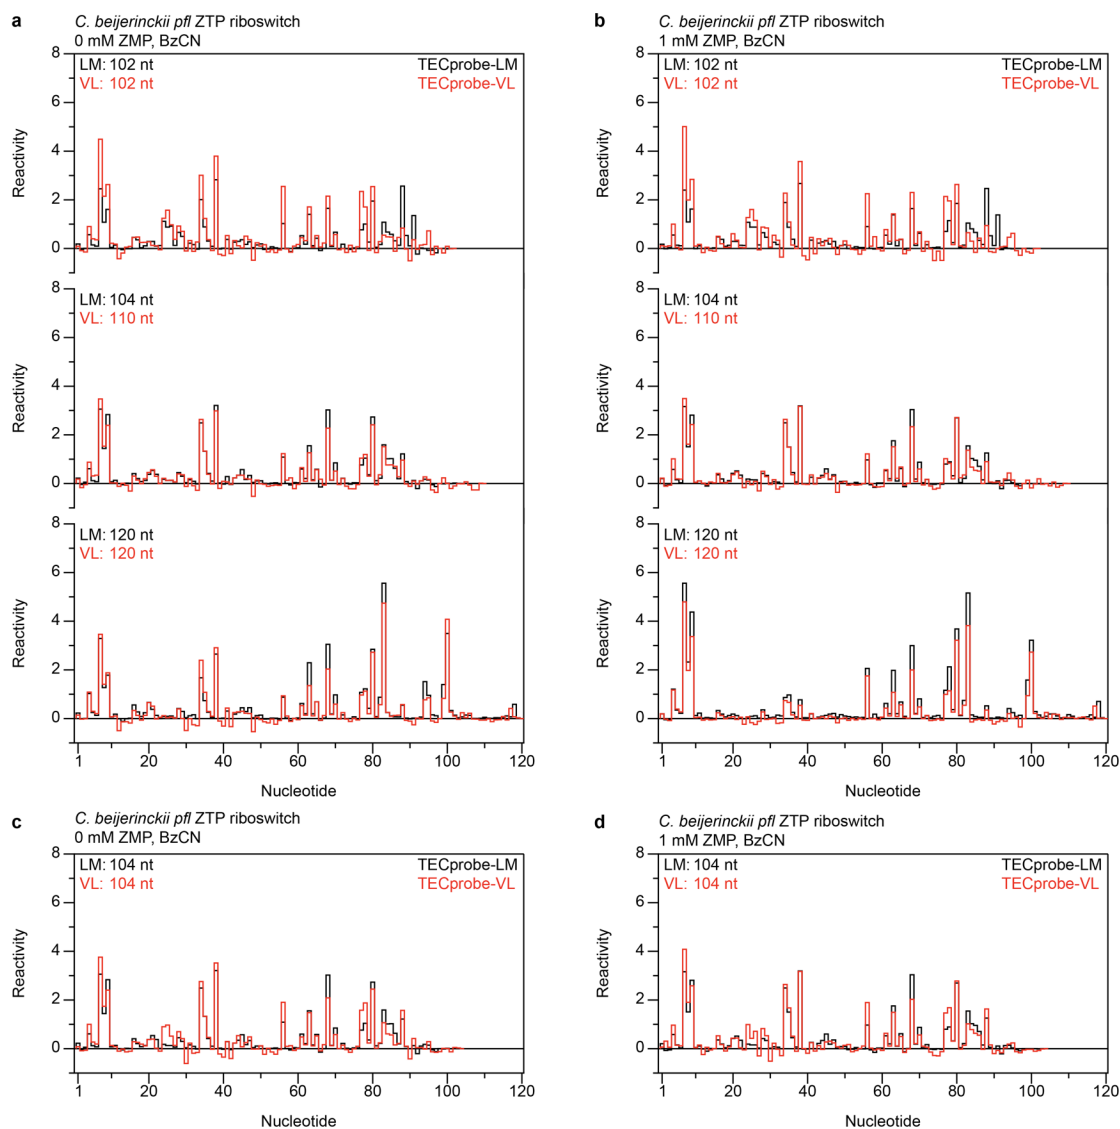 a
C. beijerinckii pfl ZTP riboswitch
0 mM ZMP, BzCN
LM: 102 nt
VL: 102 nt
TECprobe-LM
TECprobe-VL
8
6
4
2
0
Reactivity
LM: 104 nt
VL: 110 nt
8
6
4
2
0
Reactivity
LM: 120 nt
VL: 120 nt
8
6
4
2
0
Reactivity
1 20 40 60 80 100 120
Nucleotide
b
C. beijerinckii pfl ZTP riboswitch
1 mM ZMP, BzCN
LM: 102 nt
VL: 102 nt
TECprobe-LM
TECprobe-VL
8
6
4
2
0
Reactivity
LM: 104 nt
VL: 110 nt
8
6
4
2
0
Reactivity
LM: 120 nt
VL: 120 nt
8
6
4
2
0
Reactivity
1 20 40 60 80 100 120
Nucleotide
c
C. beijerinckii pfl ZTP riboswitch
0 mM ZMP, BzCN
LM: 104 nt
VL: 104 nt
TECprobe-LM
TECprobe-VL
8
6
4
2
0
Reactivity
1 20 40 60 80 100 120
Nucleotide
d
C. beijerinckii pfl ZTP riboswitch
1 mM ZMP, BzCN
LM: 104 nt
VL: 104 nt
TECprobe-LM
TECprobe-VL
8
6
4
2
0
Reactivity
1 20 40 60 80 100 120
Nucleotide